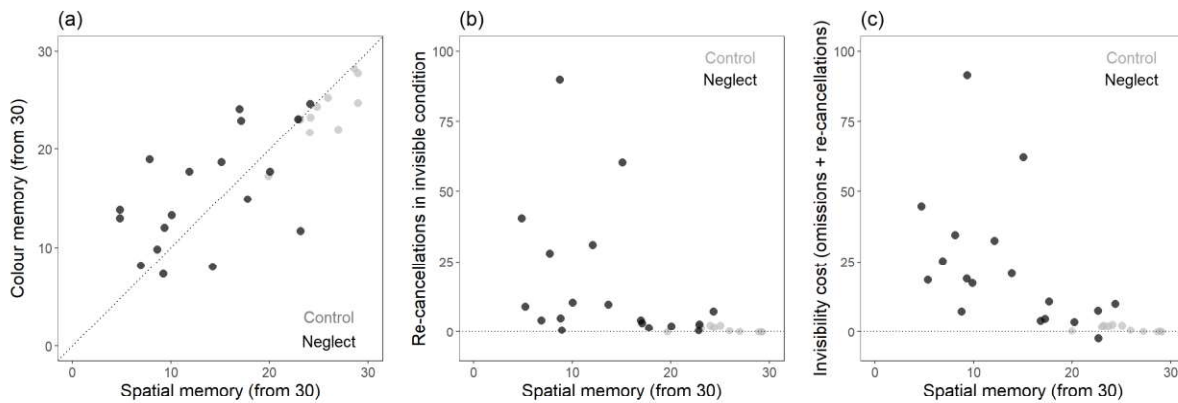 (a)
Colour memory (from 30)
30
20
10
0
Control
Neglect
0 10 20 30
Spatial memory (from 30)
(b)
Re-cancellations in invisible condition
100
75
50
25
0
Control
Neglect
0 10 20 30
Spatial memory (from 30)
(c)
Invisibility cost (omissions + re-cancellations)
100
75
50
25
0
Control
Neglect
0 10 20 30
Spatial memory (from 30)